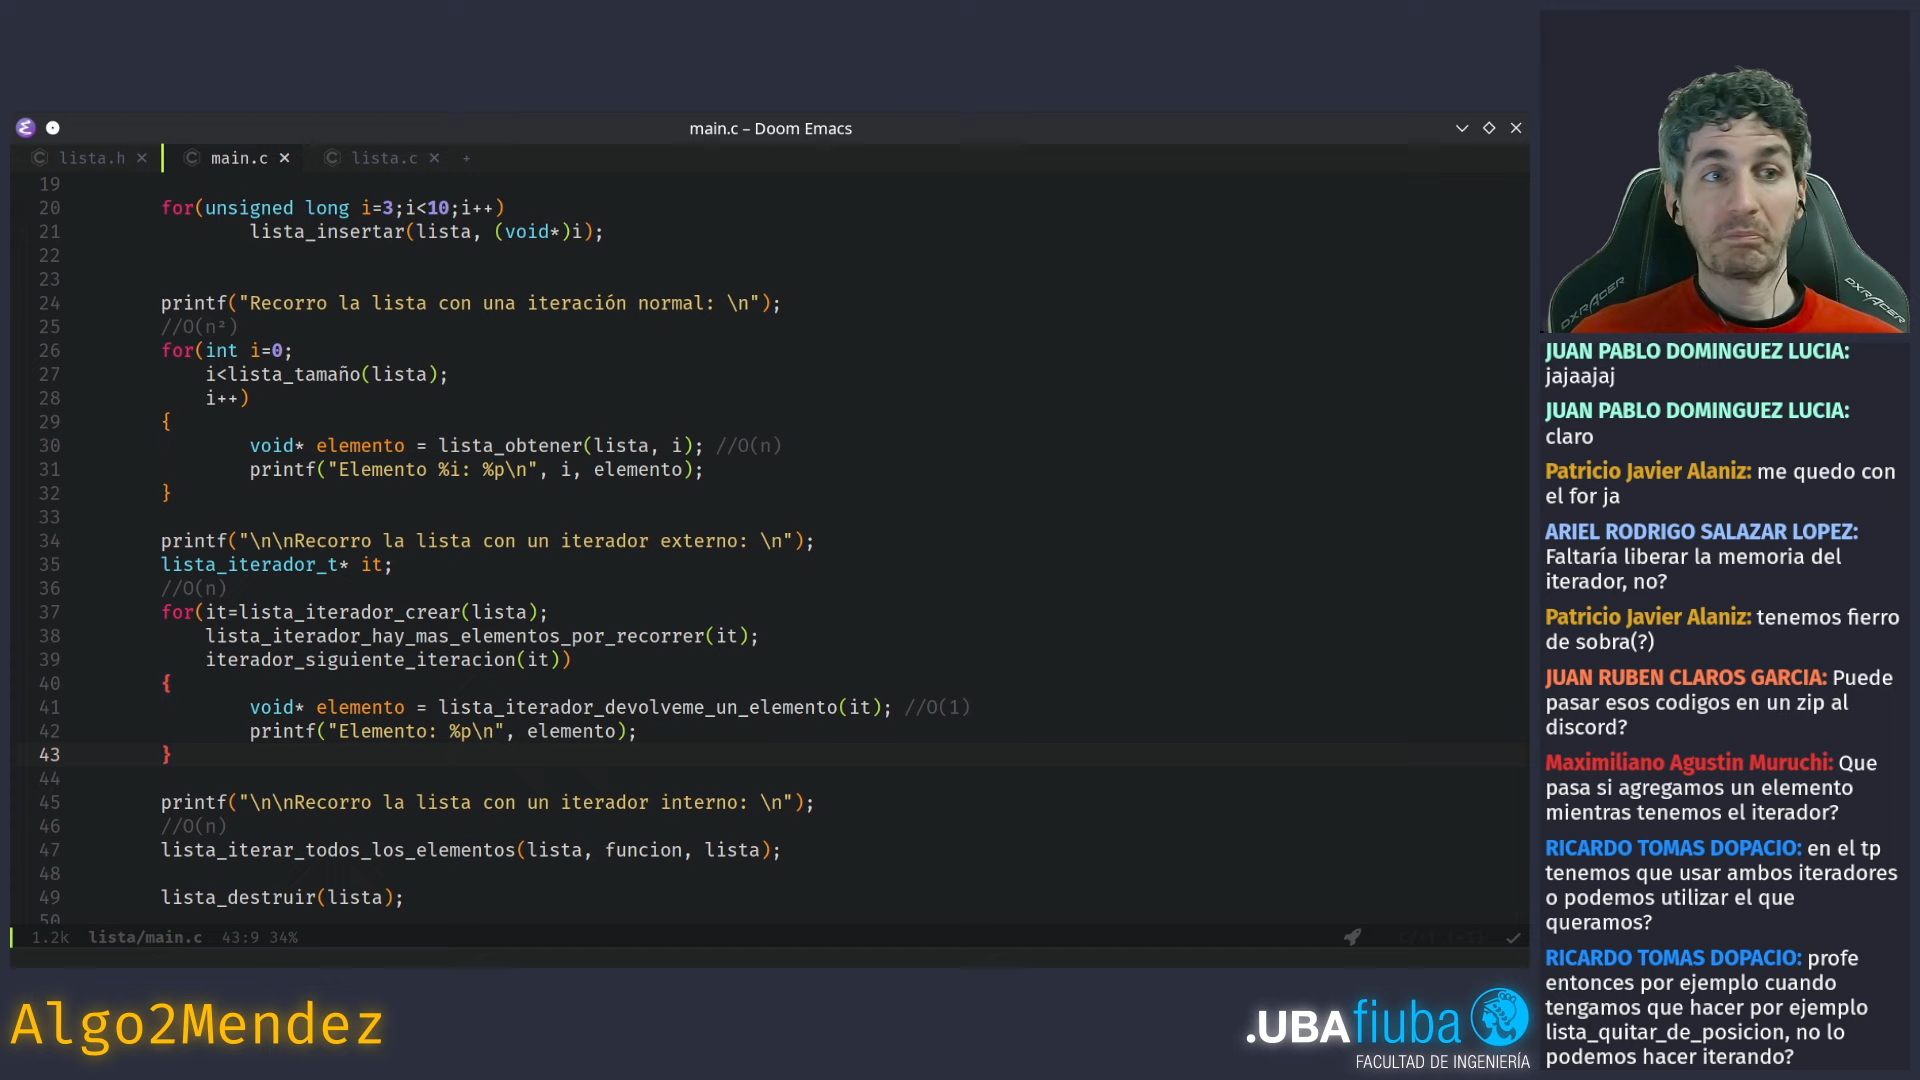 main.c – Doom Emacs
lista.h × main.c × lista.c × +
19
20 for(unsigned long i=3;i<10;i++)
21 lista_insertar(lista, (void*)i);
22
23
24 printf("Recorro la lista con una iteración normal: \n");
25 //O(n²)
26 for(int i=0;
27 i<lista_tamaño(lista);
28 i++)
29 {
30 void* elemento = lista_obtener(lista, i); //O(n)
31 printf("Elemento %i: %p\n", i, elemento);
32 }
33
34 printf("\n\nRecorro la lista con un iterador externo: \n");
35 lista_iterador_t* it;
36 //O(n)
37 for(it=lista_iterador_crear(lista);
38 lista_iterador_hay_mas_elementos_por_recorrer(it);
39 iterador_siguiente_iteracion(it))
40 {
41 void* elemento = lista_iterador_devolveme_un_elemento(it); //O(1)
42 printf("Elemento: %p\n", elemento);
43 }
44
45 printf("\n\nRecorro la lista con un iterador interno: \n");
46 //O(n)
47 lista_iterar_todos_los_elementos(lista, funcion, lista);
48
49 lista_destruir(lista);
50
1.2k lista/main.c 43:9 34%
Algo2Mendez
.UBAfiuba
FACULTAD DE INGENIERÍA
DXRACER
DXRACER
JUAN PABLO DOMINGUEZ LUCIA:
jajaajaj
JUAN PABLO DOMINGUEZ LUCIA:
claro
Patricio Javier Alaniz: me quedo con
el for ja
ARIEL RODRIGO SALAZAR LOPEZ:
Faltaría liberar la memoria del
iterador, no?
Patricio Javier Alaniz: tenemos fierro
de sobra(?)
JUAN RUBEN CLAROS GARCIA: Puede
pasar esos codigos en un zip al
discord?
Maximiliano Agustin Muruchi: Que
pasa si agregamos un elemento
mientras tenemos el iterador?
RICARDO TOMAS DOPACIO: en el tp
tenemos que usar ambos iteradores
o podemos utilizar el que
queramos?
RICARDO TOMAS DOPACIO: profe
entonces por ejemplo cuando
tengamos que hacer por ejemplo
lista_quitar_de_posicion, no lo
podemos hacer iterando?